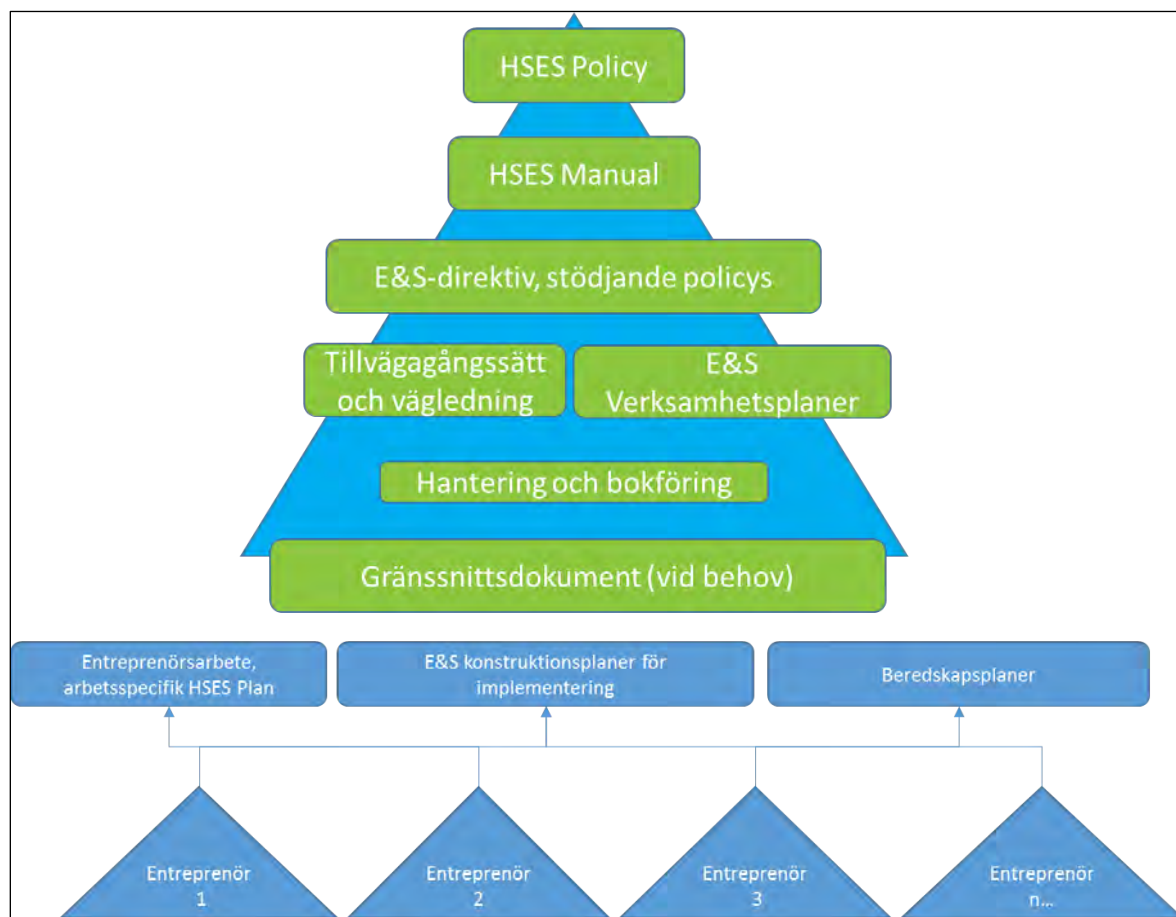 HSES Policy
HSES Manual
E&S-direktiv, stödjande policys
Tillvägagångssätt
och vägledning
E&S
Verksamhetsplaner
Hantering och bokföring
Gränssnittsdokument (vid behov)
Entreprenörsarbete,
arbetsspecifik HSES Plan
E&S konstruktionsplaner för
implementering
Beredskapsplaner
Entreprenör
1
Entreprenör
2
Entreprenör
3
Entreprenör
n...